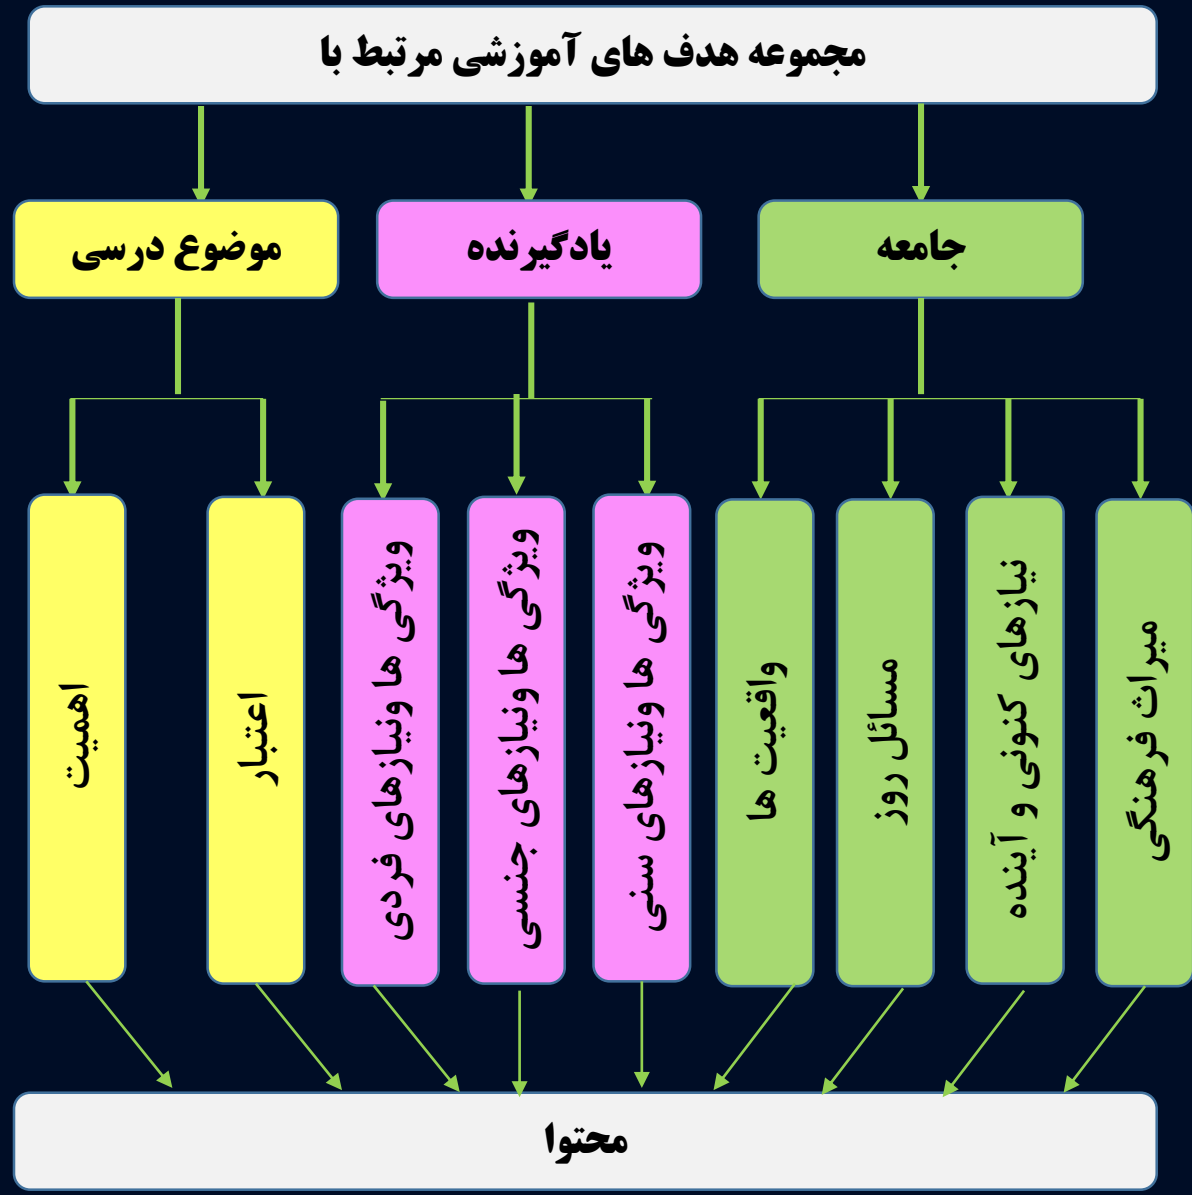 مجموعه هدف های آموزشی مرتبط با
جامعه
یادگیرنده
موضوع درسی
میراث فرهنگی
نیازهای کنونی و آینده
مسائل روز
واقعیت ها
ویژگی ها ونیازهای سنی
ویژگی ها ونیازهای جنسی
ویژگی ها ونیازهای فردی
اعتبار
اهمیت
محتوا